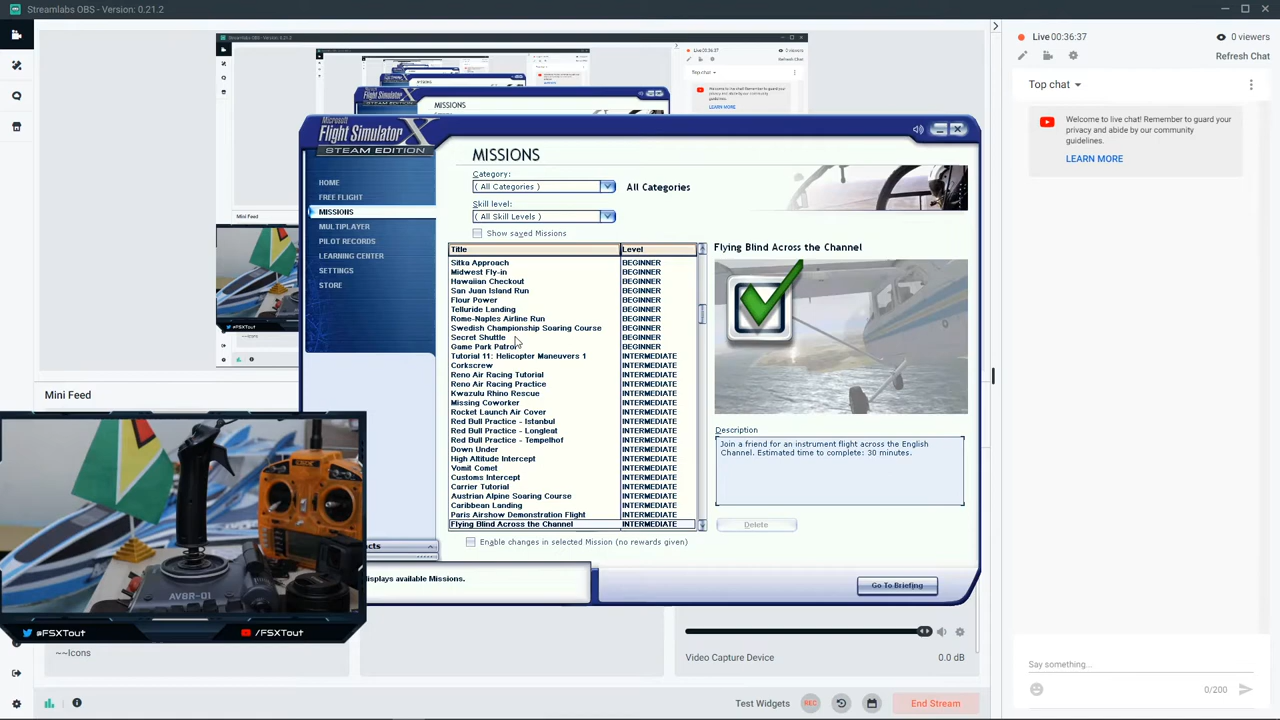 Streamlabs OBS - Version: 0.21.2
Live 00:36:37
0 viewers
Refresh Chat
Top chat
Welcome to live chat! Remember to guard your
privacy and abide by our community
guidelines.
LEARN MORE
Say something...
0/200
Microsoft
Flight Simulator X
STEAM EDITION
HOME
FREE FLIGHT
MISSIONS
MULTIPLAYER
PILOT RECORDS
LEARNING CENTER
SETTINGS
STORE
MISSIONS
Category:
( All Categories )
All Categories
Skill level:
( All Skill Levels )
Show saved Missions
Title Level
Sitka Approach BEGINNER
Midwest Fly-in BEGINNER
Hawaiian Checkout BEGINNER
San Juan Island Run BEGINNER
Flour Power BEGINNER
Telluride Landing BEGINNER
Rome-Naples Airline Run BEGINNER
Swedish Championship Soaring Course BEGINNER
Secret Shuttle BEGINNER
Game Park Patrol BEGINNER
Tutorial 11: Helicopter Maneuvers 1 INTERMEDIATE
Corkscrew INTERMEDIATE
Reno Air Racing Tutorial INTERMEDIATE
Reno Air Racing Practice INTERMEDIATE
Kwazulu Rhino Rescue INTERMEDIATE
Missing Coworker INTERMEDIATE
Rocket Launch Air Cover INTERMEDIATE
Red Bull Practice - Istanbul INTERMEDIATE
Red Bull Practice - Longleat INTERMEDIATE
Red Bull Practice - Tempelhof INTERMEDIATE
Down Under INTERMEDIATE
High Altitude Intercept INTERMEDIATE
Vomit Comet INTERMEDIATE
Customs Intercept INTERMEDIATE
Carrier Tutorial INTERMEDIATE
Austrian Alpine Soaring Course INTERMEDIATE
Caribbean Landing INTERMEDIATE
Paris Airshow Demonstration Flight INTERMEDIATE
Flying Blind Across the Channel INTERMEDIATE
Enable changes in selected Mission (no rewards given)
Flying Blind Across the Channel
Description
Join a friend for an instrument flight across the English
Channel. Estimated time to complete: 30 minutes.
Delete
Go To Briefing
displays available Missions.
Mini Feed
AV8R-01
@FSXTout
/FSXTout
~~Icons
Video Capture Device
0.0 dB
Test Widgets
REC
End Stream